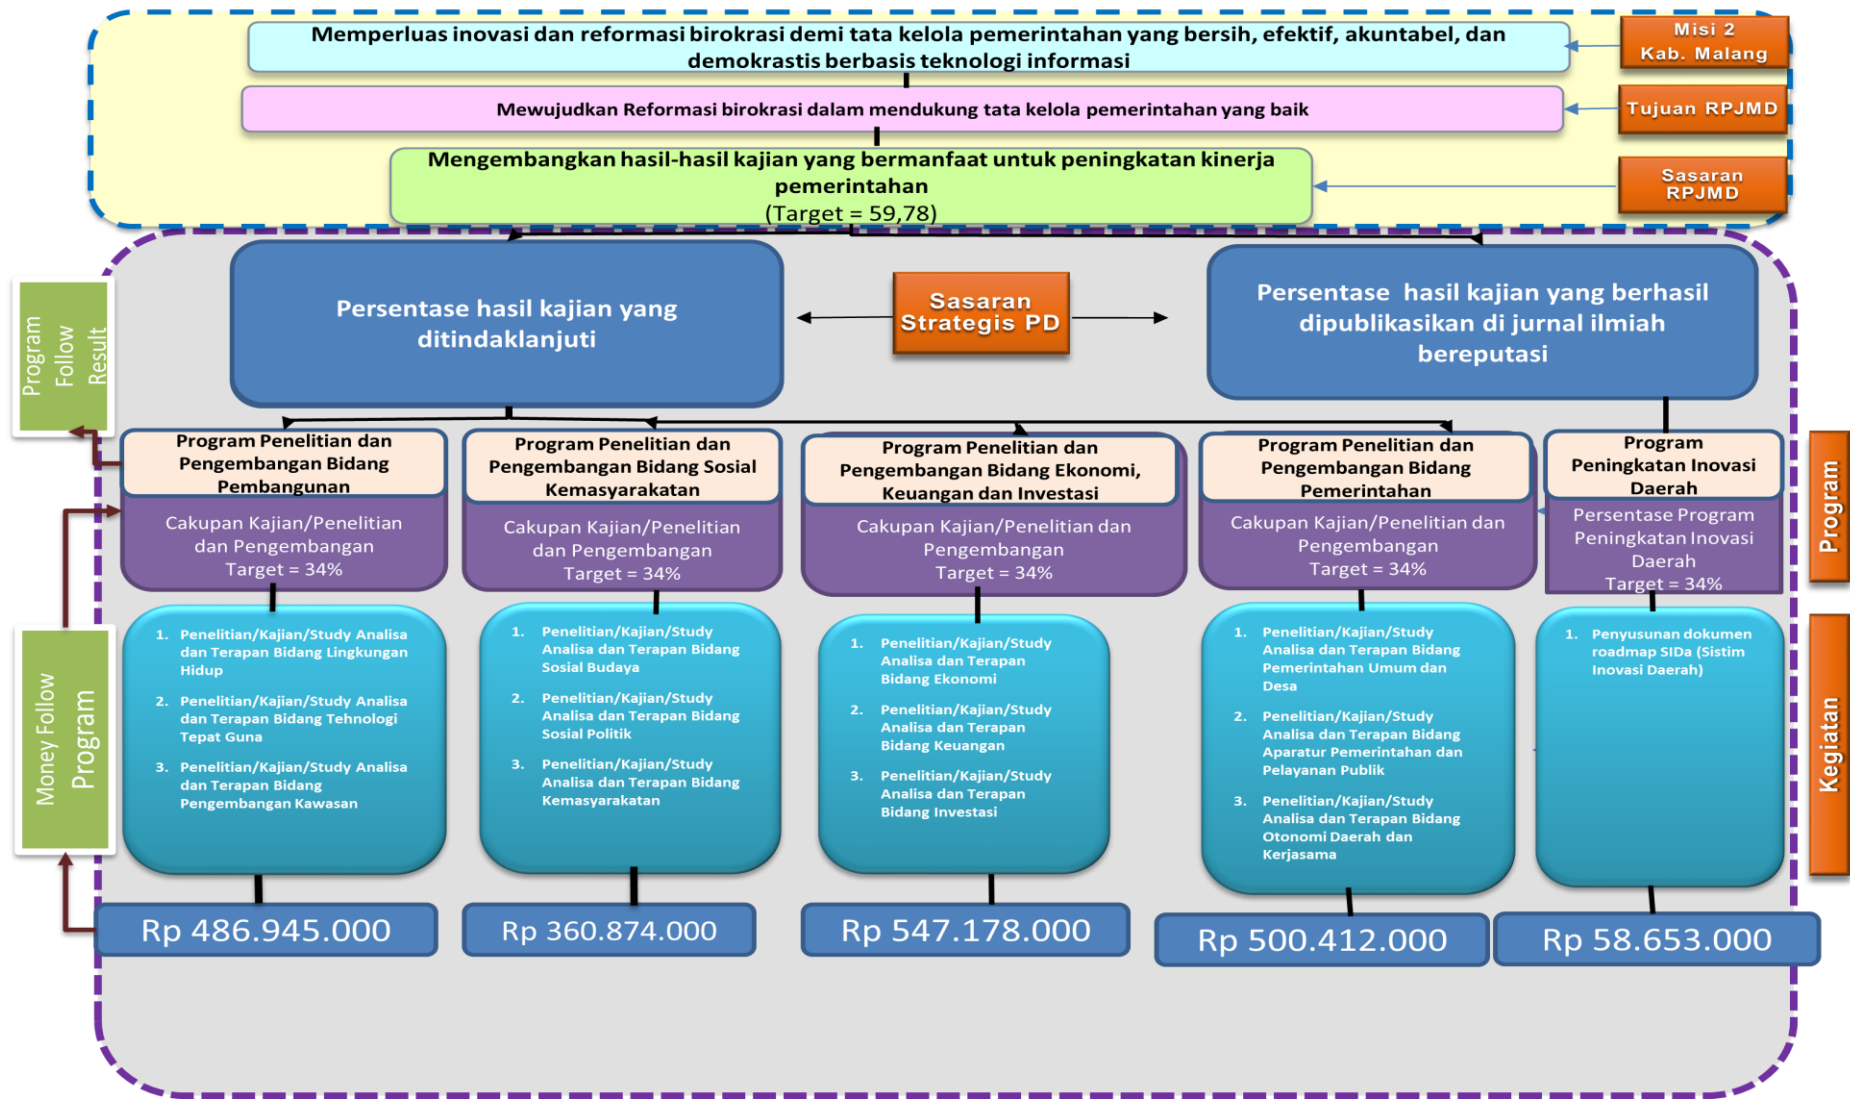 Memperluas inovasi dan reformasi birokrasi demi tata kelola pemerintahan yang bersih, efektif, akuntabel, dan
demokrastis berbasis teknologi informasi
Misi 2
Kab. Malang
Mewujudkan Reformasi birokrasi dalam mendukung tata kelola pemerintahan yang baik
Tujuan RPJMD
Mengembangkan hasil-hasil kajian yang bermanfaat untuk peningkatan kinerja
pemerintahan
(Target = 59,78)
Sasaran
RPJMD
Persentase hasil kajian yang
ditindaklanjuti
Sasaran
Strategis PD
Persentase hasil kajian yang berhasil
dipublikasikan di jurnal ilmiah
bereputasi
Program
Follow
Result
Program Penelitian dan
Pengembangan Bidang
Pembangunan
Cakupan Kajian/Penelitian
dan Pengembangan
Target = 34%
Program Penelitian dan
Pengembangan Bidang Sosial
Kemasyarakatan
Cakupan Kajian/Penelitian
dan Pengembangan
Target = 34%
Program Penelitian dan
Pengembangan Bidang Ekonomi,
Keuangan dan Investasi
Cakupan Kajian/Penelitian dan
Pengembangan
Target = 34%
Program Penelitian dan
Pengembangan Bidang
Pemerintahan
Cakupan Kajian/Penelitian dan
Pengembangan
Target = 34%
Program
Peningkatan Inovasi
Daerah
Persentase Program
Peningkatan Inovasi
Daerah
Target = 34%
Program
Money Follow
Program
1. Penelitian/Kajian/Study Analisa
dan Terapan Bidang Lingkungan
Hidup
2. Penelitian/Kajian/Study Analisa
dan Terapan Bidang Tehnologi
Tepat Guna
3. Penelitian/Kajian/Study Analisa
dan Terapan Bidang
Pengembangan Kawasan
1. Penelitian/Kajian/Study
Analisa dan Terapan Bidang
Sosial Budaya
2. Penelitian/Kajian/Study
Analisa dan Terapan Bidang
Sosial Politik
3. Penelitian/Kajian/Study
Analisa dan Terapan Bidang
Kemasyarakatan
1. Penelitian/Kajian/Study
Analisa dan Terapan
Bidang Ekonomi
2. Penelitian/Kajian/Study
Analisa dan Terapan
Bidang Keuangan
3. Penelitian/Kajian/Study
Analisa dan Terapan
Bidang Investasi
1. Penelitian/Kajian/Study
Analisa dan Terapan Bidang
Pemerintahan Umum dan
Desa
2. Penelitian/Kajian/Study
Analisa dan Terapan Bidang
Aparatur Pemerintahan dan
Pelayanan Publik
3. Penelitian/Kajian/Study
Analisa dan Terapan Bidang
Otonomi Daerah dan
Kerjasama
1. Penyusunan dokumen
roadmap SIDa (Sistim
Inovasi Daerah)
Kegiatan
Rp 486.945.000
Rp 360.874.000
Rp 547.178.000
Rp 500.412.000
Rp 58.653.000